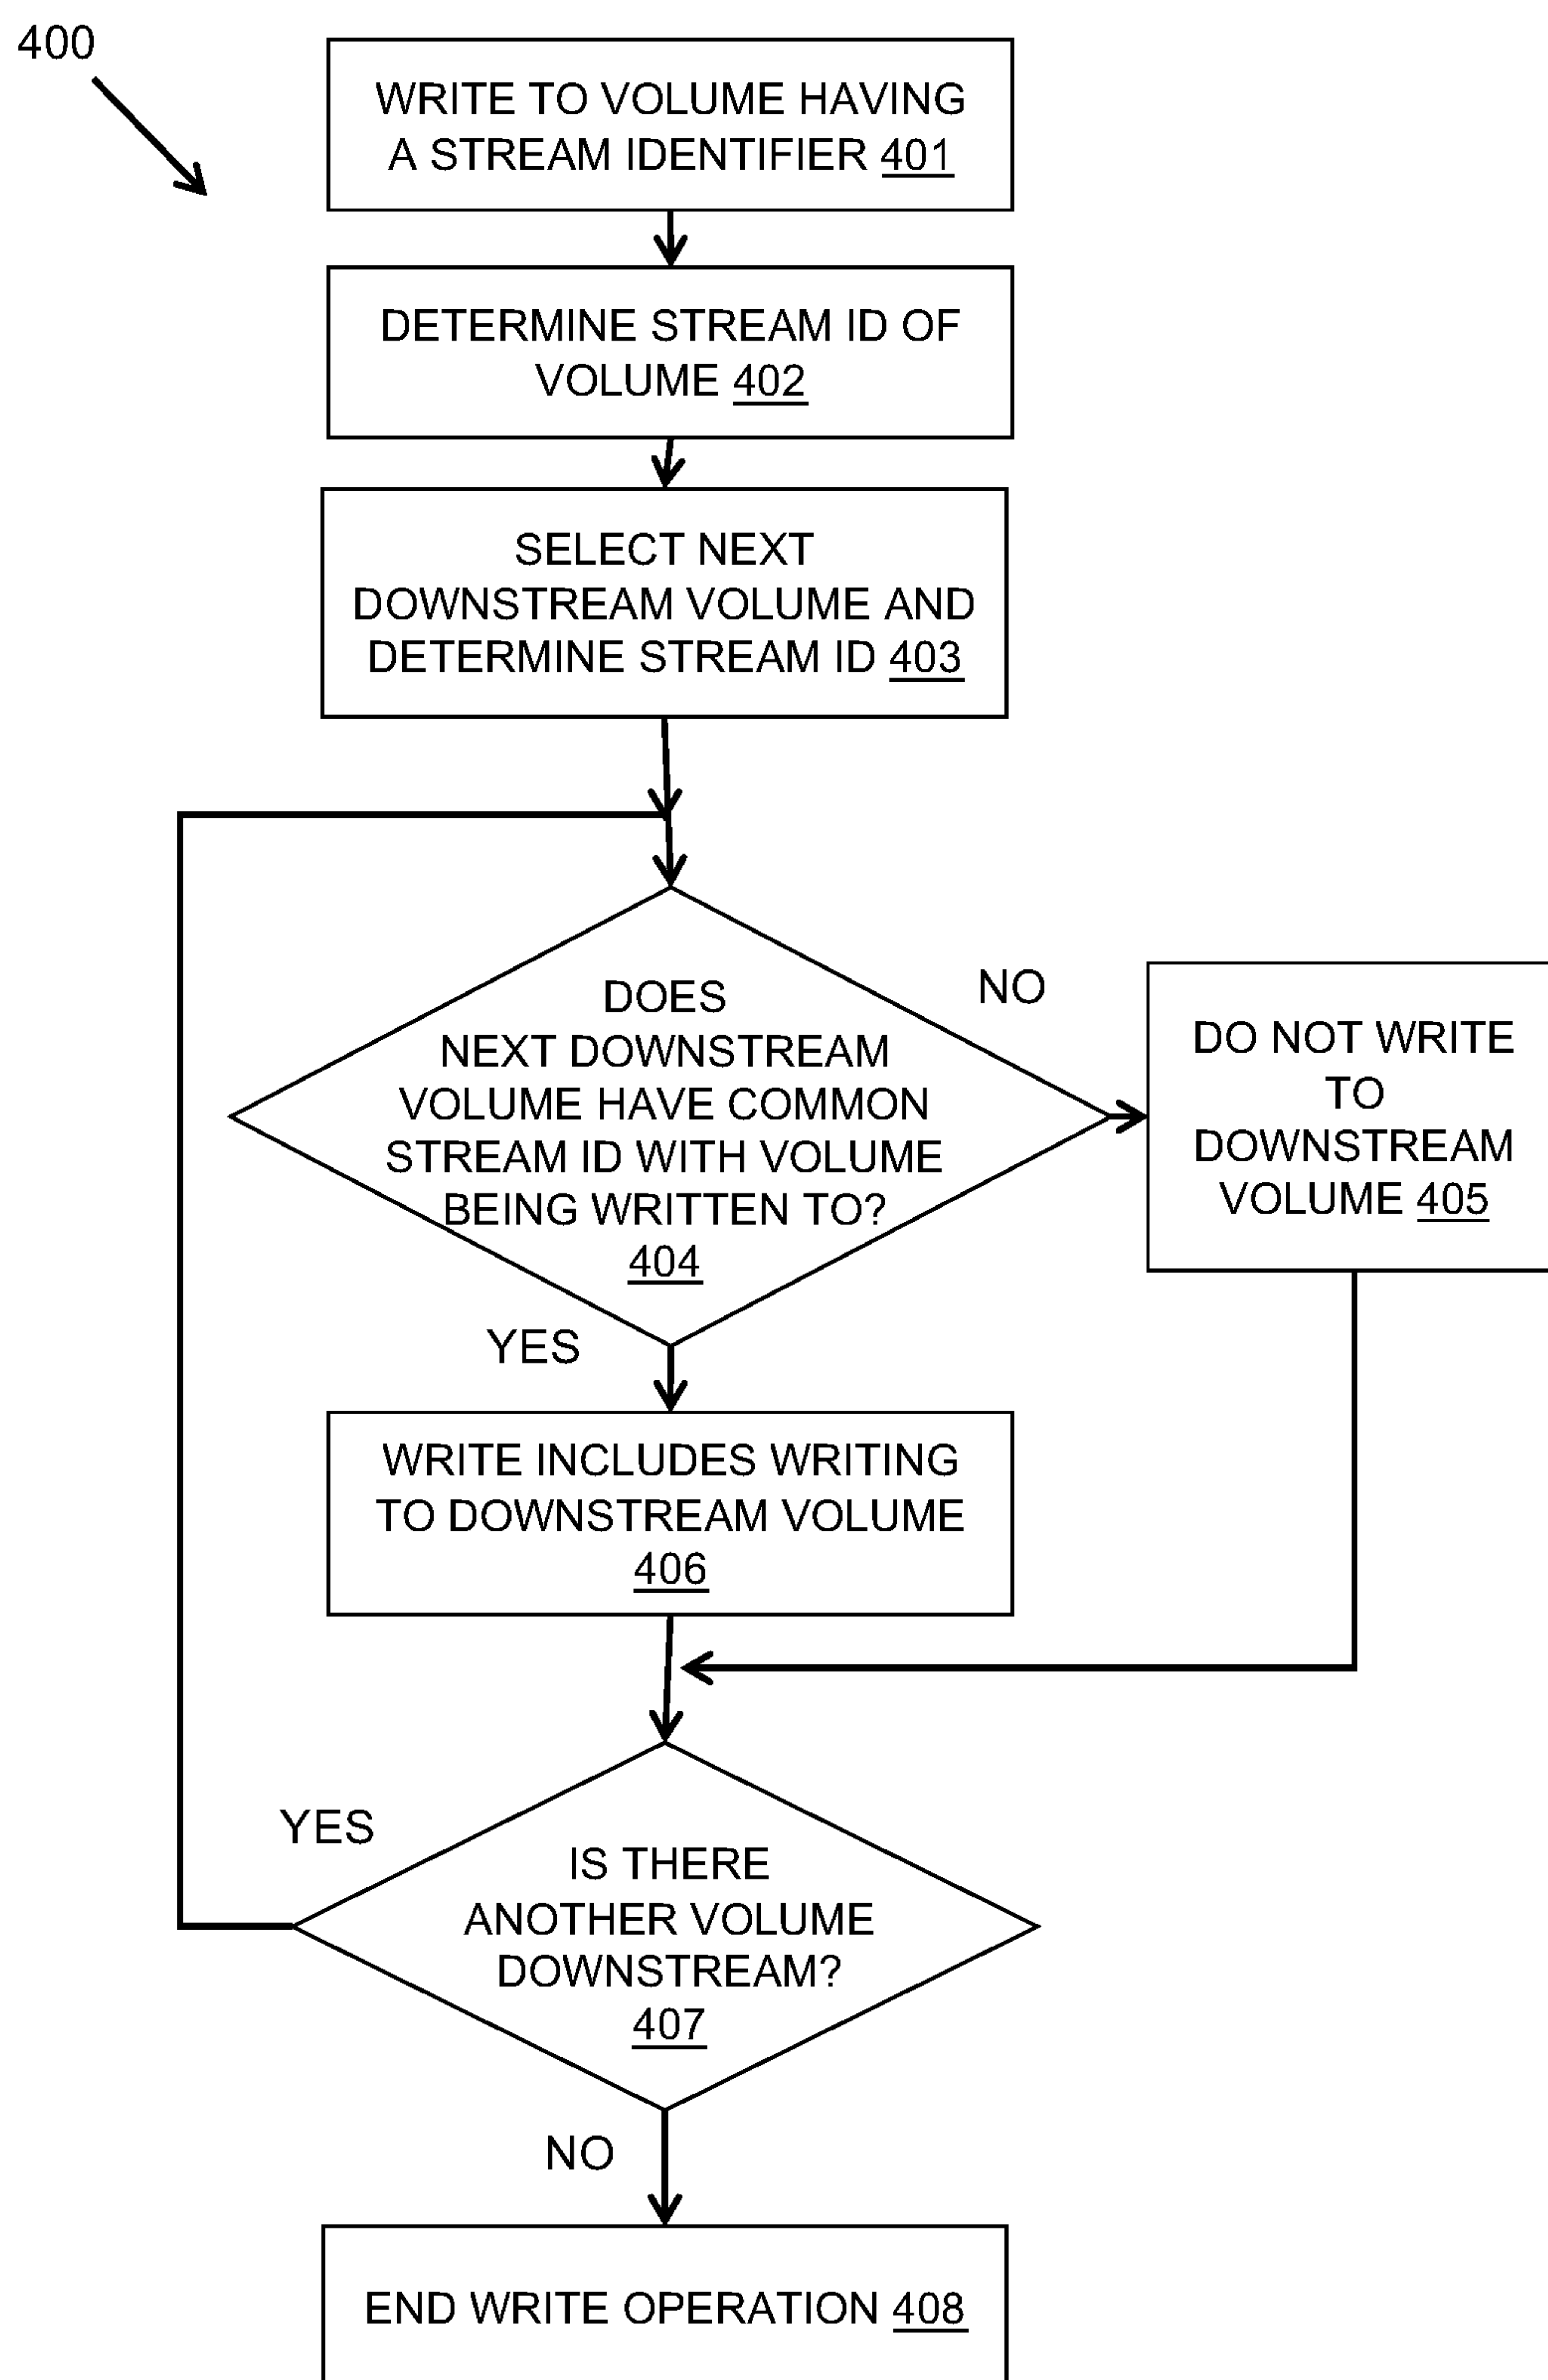 400
WRITE TO VOLUME HAVING
A STREAM IDENTIFIER 401
DETERMINE STREAM ID OF
VOLUME 402
SELECT NEXT
DOWNSTREAM VOLUME AND
DETERMINE STREAM ID 403
DOES
NEXT DOWNSTREAM
VOLUME HAVE COMMON
STREAM ID WITH VOLUME
BEING WRITTEN TO?
404
NO
DO NOT WRITE
TO
DOWNSTREAM
VOLUME 405
YES
WRITE INCLUDES WRITING
TO DOWNSTREAM VOLUME
406
YES
IS THERE
ANOTHER VOLUME
DOWNSTREAM?
407
NO
END WRITE OPERATION 408